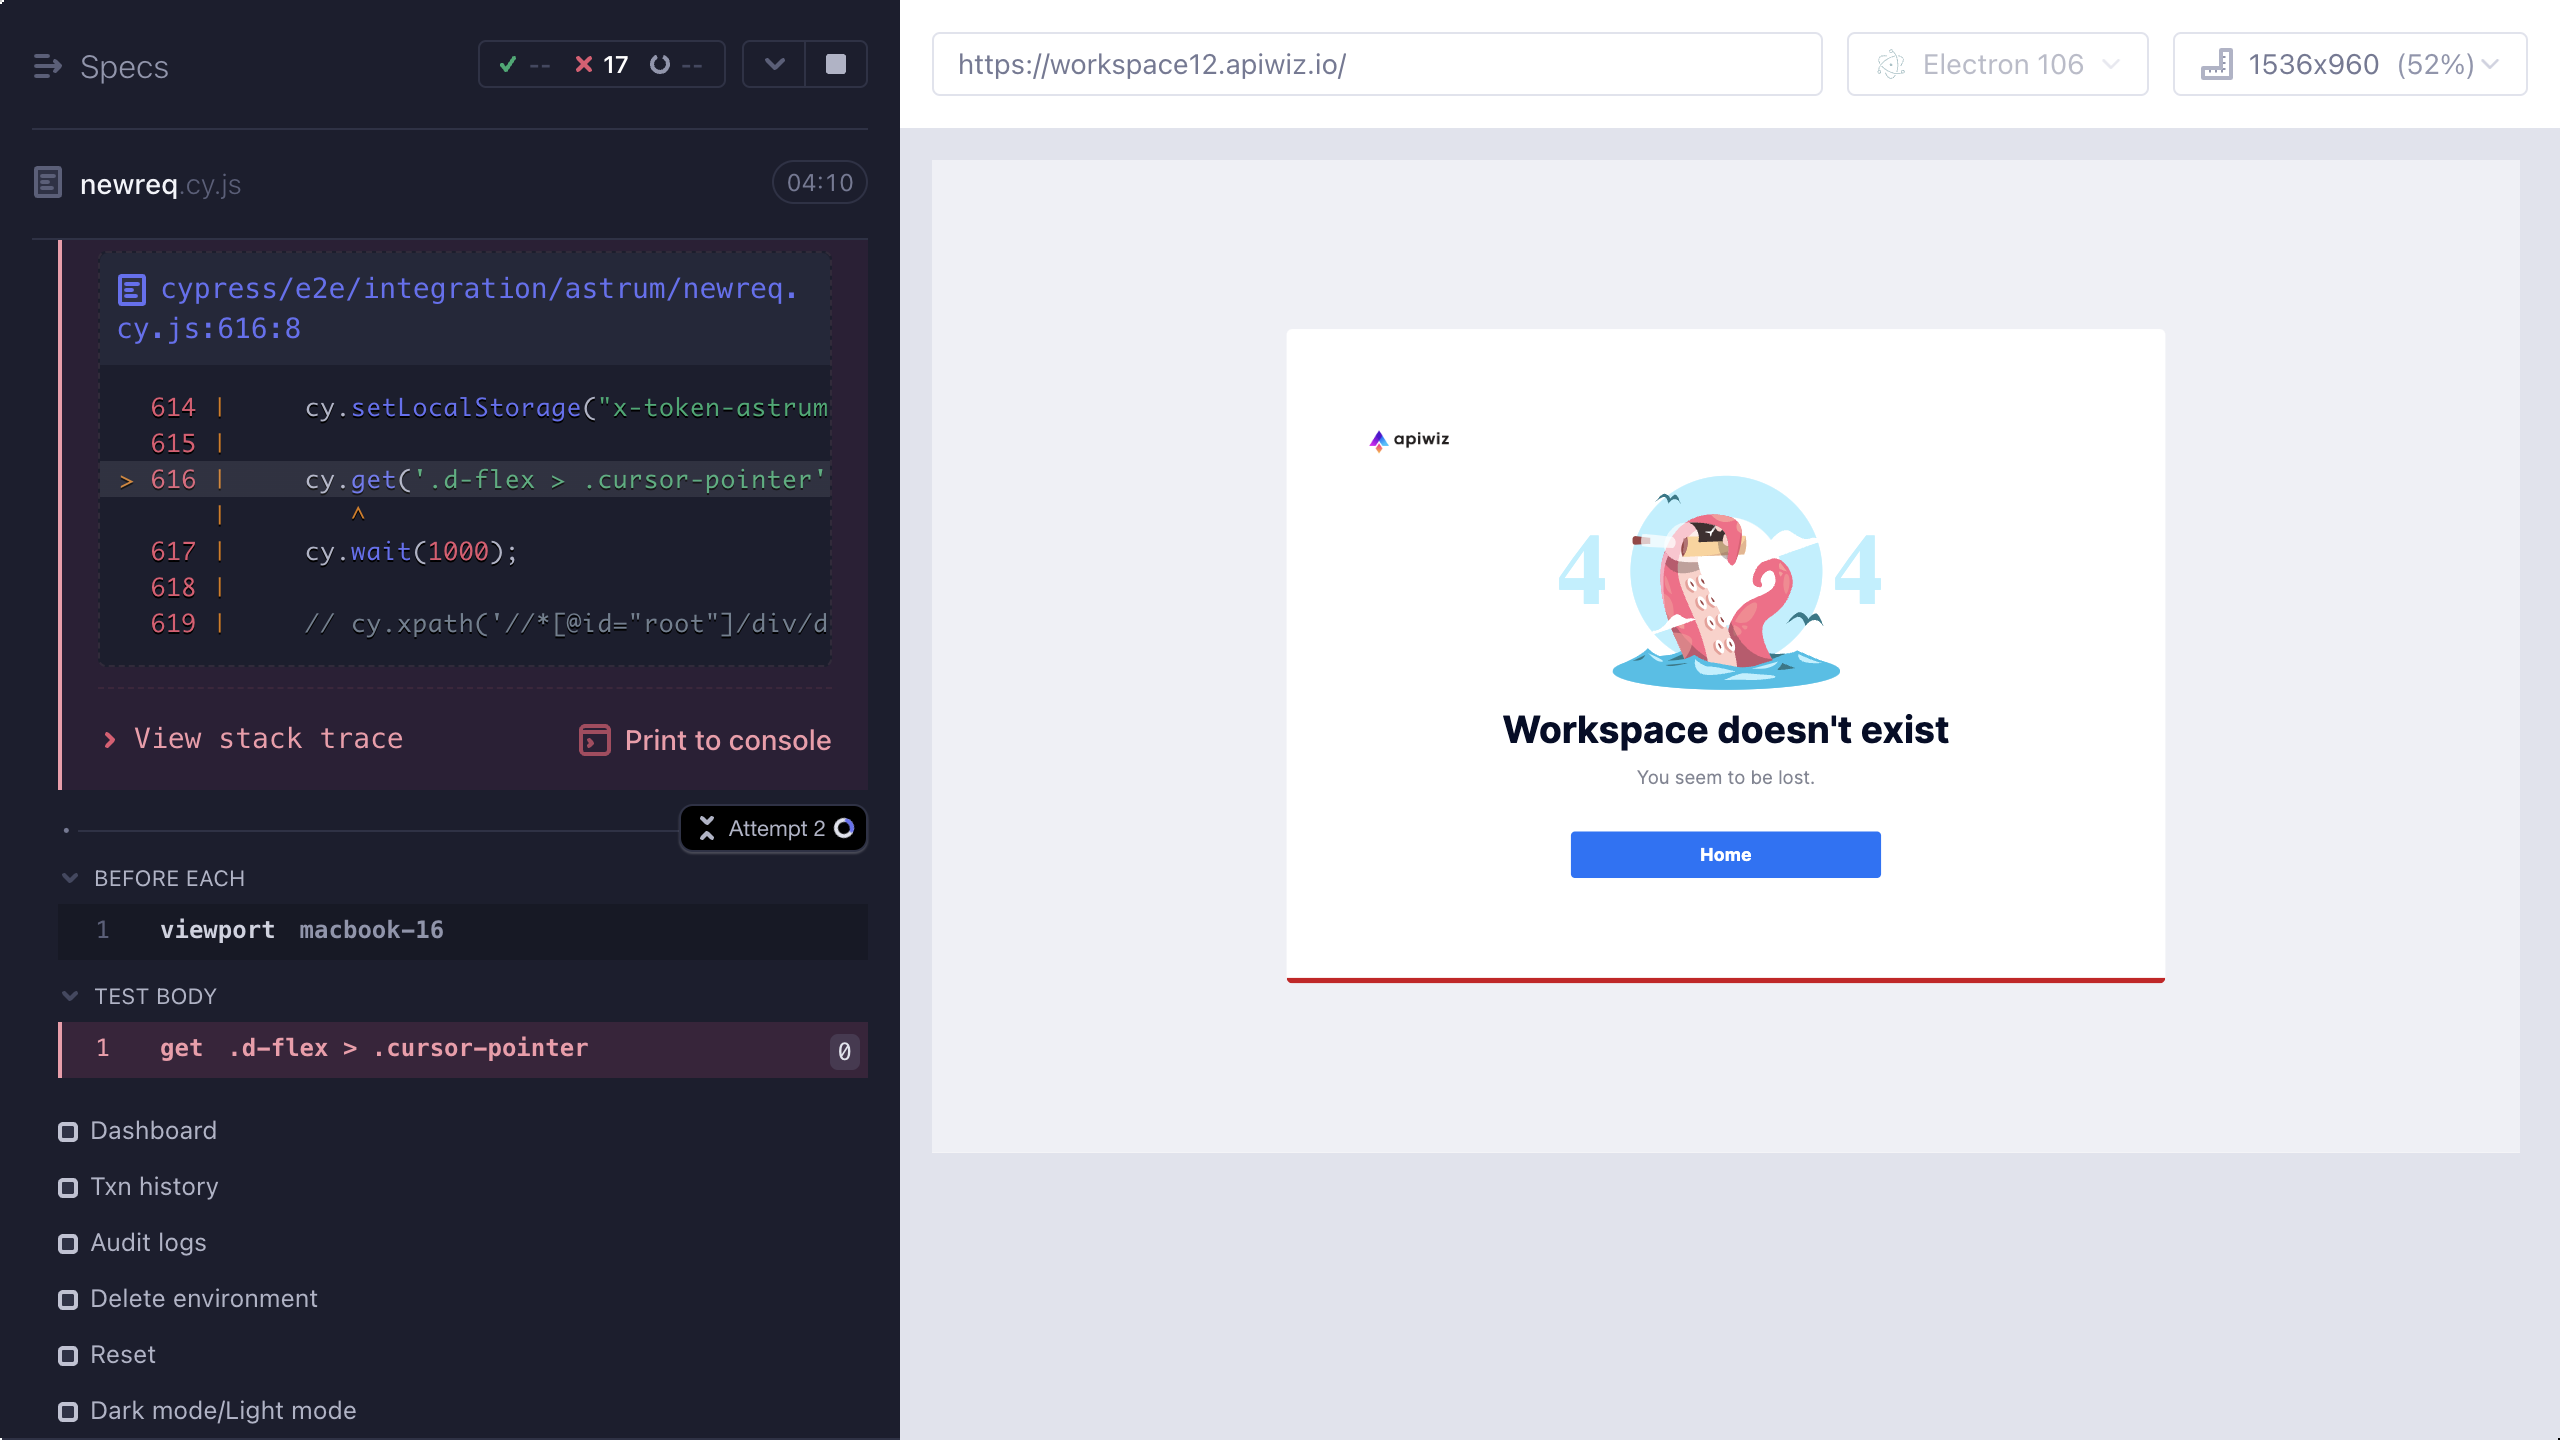 Specs
-- 17 --
newreq.cy.js 04:10
cypress/e2e/integration/astrum/newreq.
cy.js:616:8
614 | cy.setLocalStorage("x-token-astrum
615 |
> 616 | cy.get('.d-flex > .cursor-pointer'
| ^
617 | cy.wait(1000);
618 |
619 | // cy.xpath('//*[@id="root"]/div/d
View stack trace
Print to console
Attempt 2
BEFORE EACH
1 viewport macbook-16
TEST BODY
1 get .d-flex > .cursor-pointer 0
Dashboard
Txn history
Audit logs
Delete environment
Reset
Dark mode/Light mode
https://workspace12.apiwiz.io/
Electron 106
1536x960 (52%)
apiwiz
4 4
Workspace doesn't exist
You seem to be lost.
Home